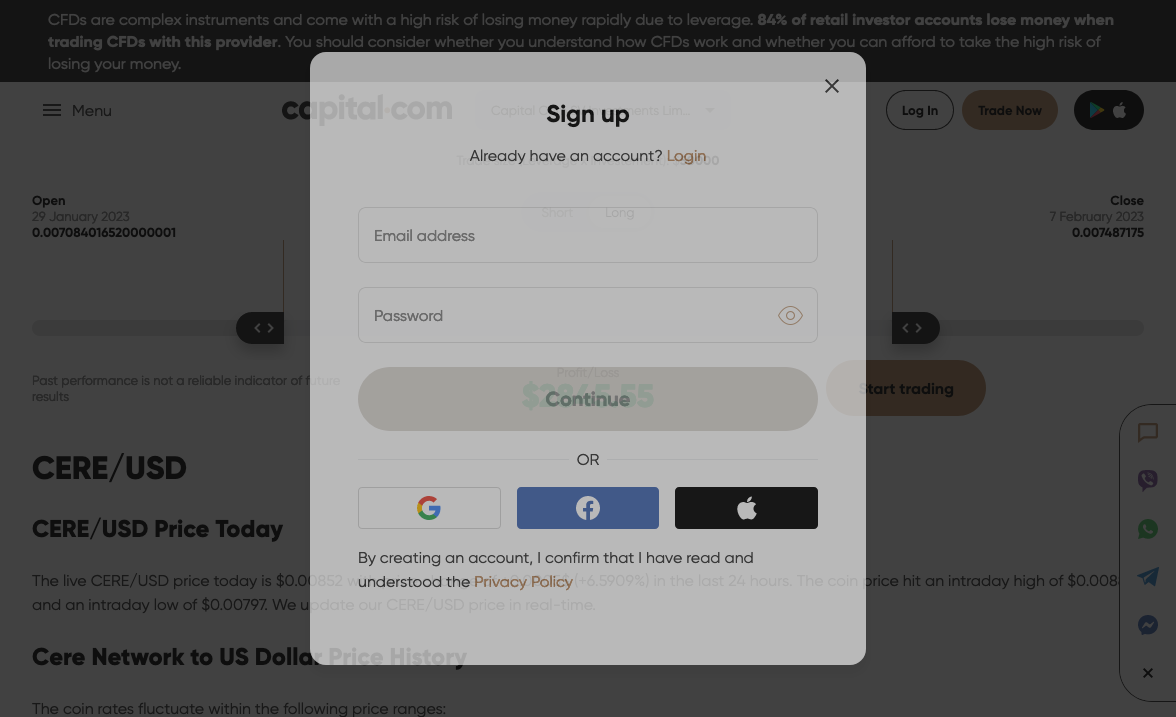 CFDs are complex instruments and come with a high risk of losing money rapidly due to leverage. 84% of retail investor accounts lose money when
trading CFDs with this provider. You should consider whether you understand how CFDs work and whether you can afford to take the high risk of
losing your money.
Menu
capital.com
Log In
Trade Now
Sign up
Already have an account? Login
Open
29 January 2023
0.007084016520000001
Close
7 February 2023
0.007487175
Short
Long
Email address
Password
Past performance is not a reliable indicator of future
results
Profit/Loss
Continue
Start trading
OR
CERE/USD
CERE/USD Price Today
By creating an account, I confirm that I have read and
understood the Privacy Policy
The live CERE/USD price today is $0.00852 (+6.5909%) in the last 24 hours. The coin price hit an intraday high of $0.008
and an intraday low of $0.00797. We update our CERE/USD price in real-time.
Cere Network to US Dollar Price History
The coin rates fluctuate within the following price ranges: